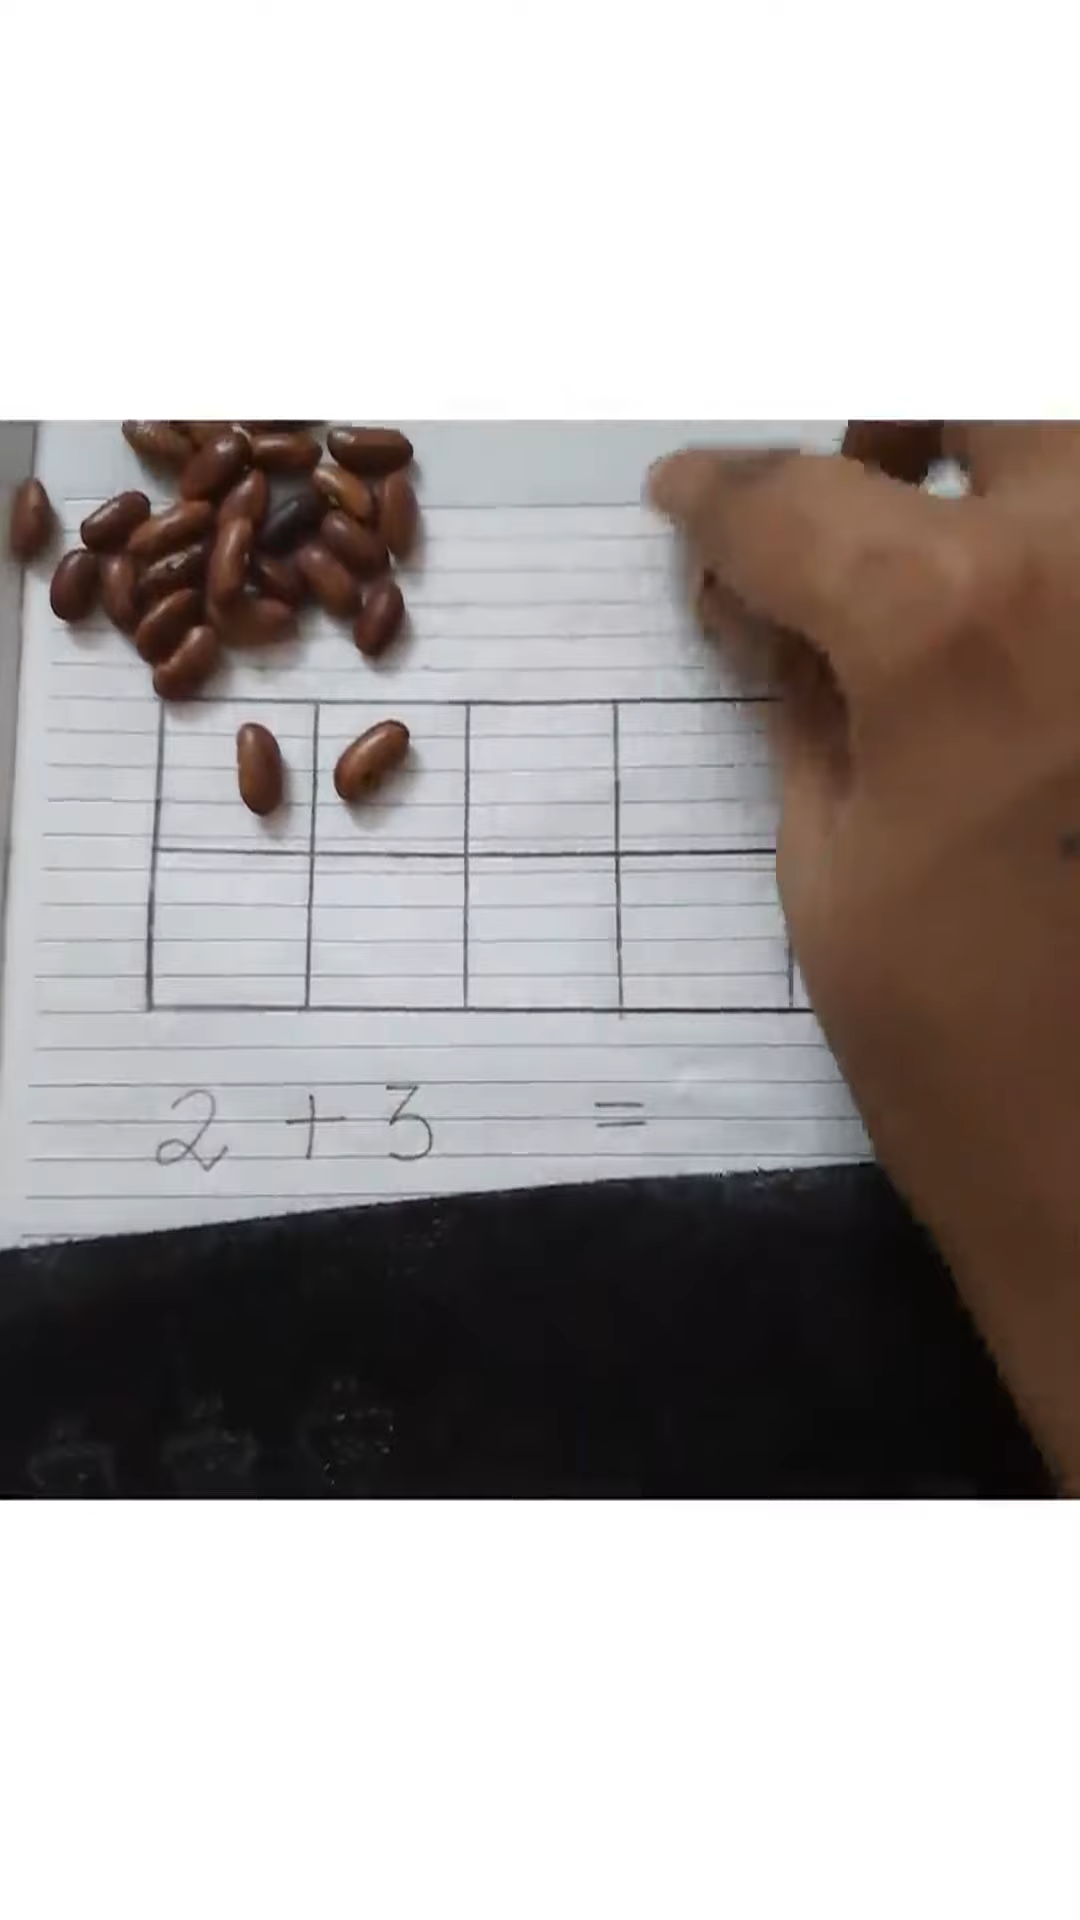 2 + 3 =